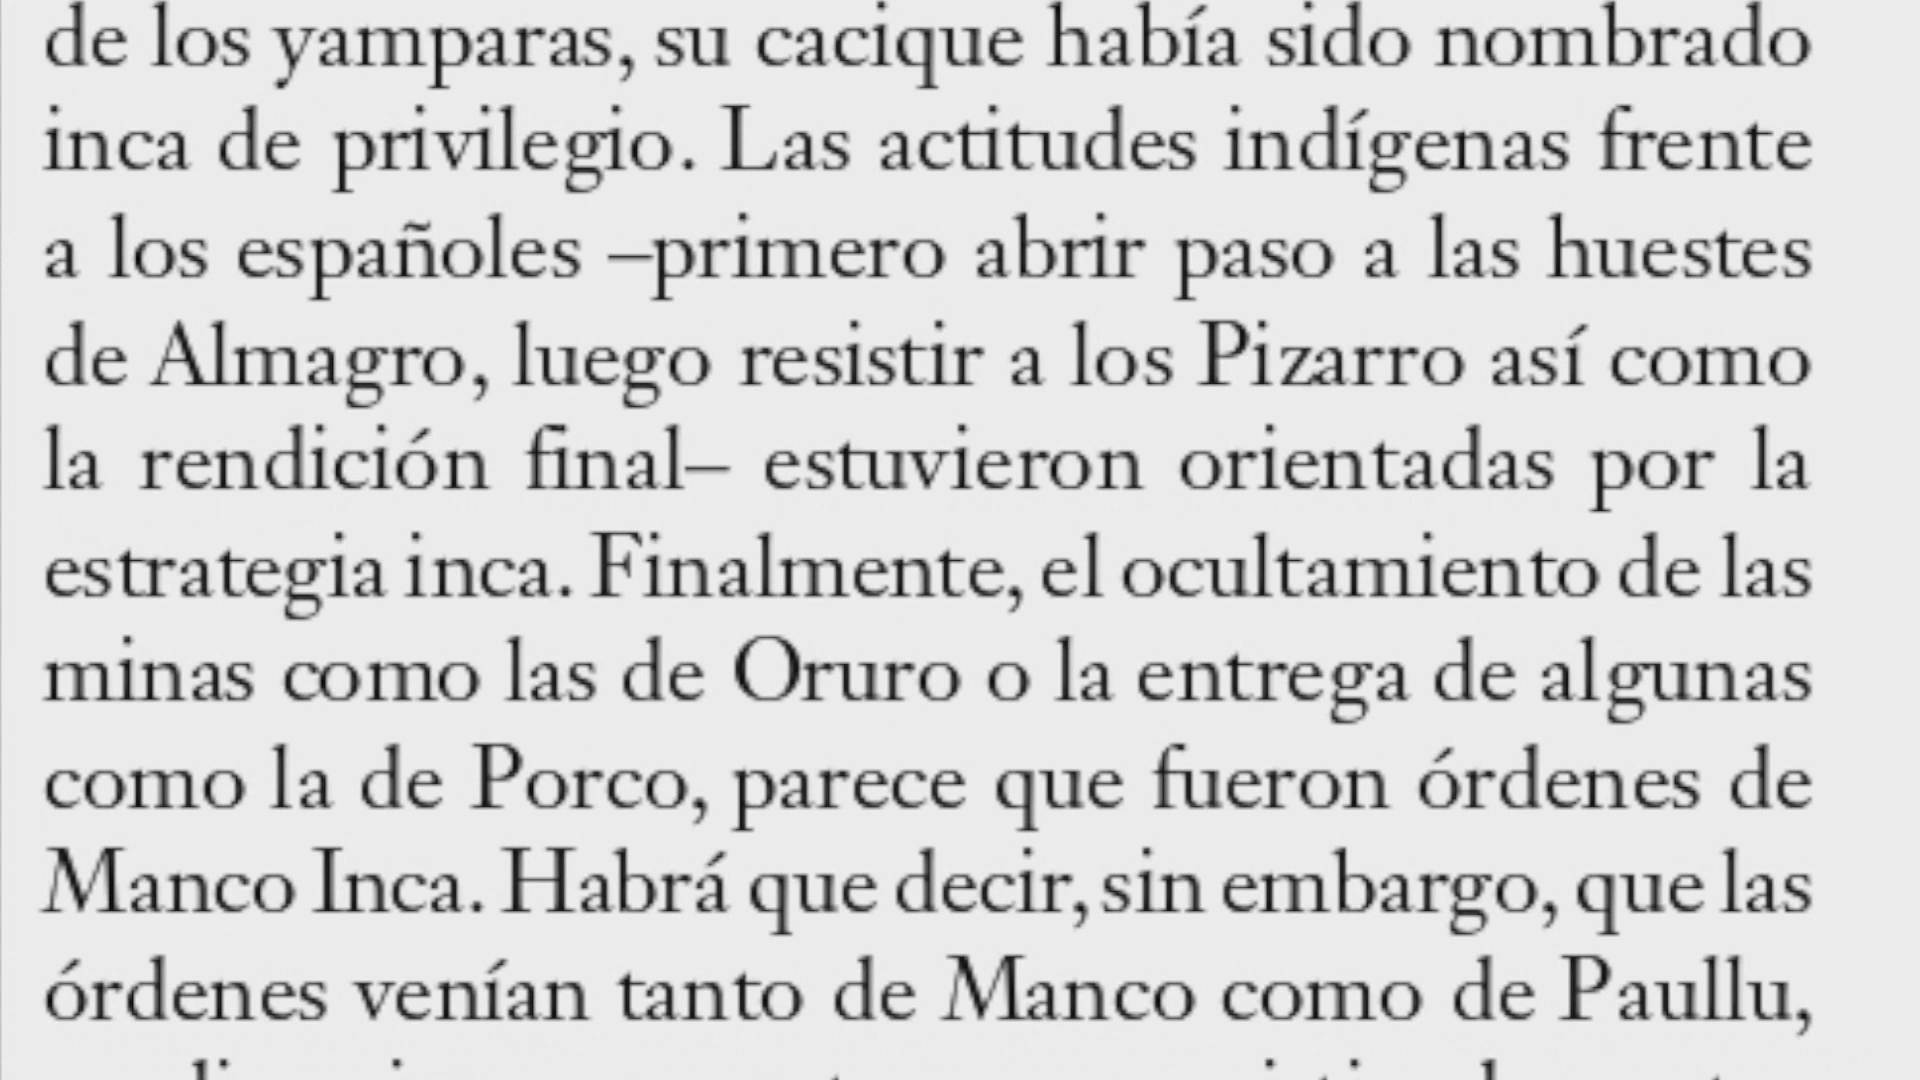 de los yamparas, su cacique había sido nombrado
inca de privilegio. Las actitudes indígenas frente
a los españoles –primero abrir paso a las huestes
de Almagro, luego resistir a los Pizarro así como
la rendición final– estuvieron orientadas por la
estrategia inca. Finalmente, el ocultamiento de las
minas como las de Oruro o la entrega de algunas
como la de Porco, parece que fueron órdenes de
Manco Inca. Habrá que decir, sin embargo, que las
órdenes venían tanto de Manco como de Paullu,